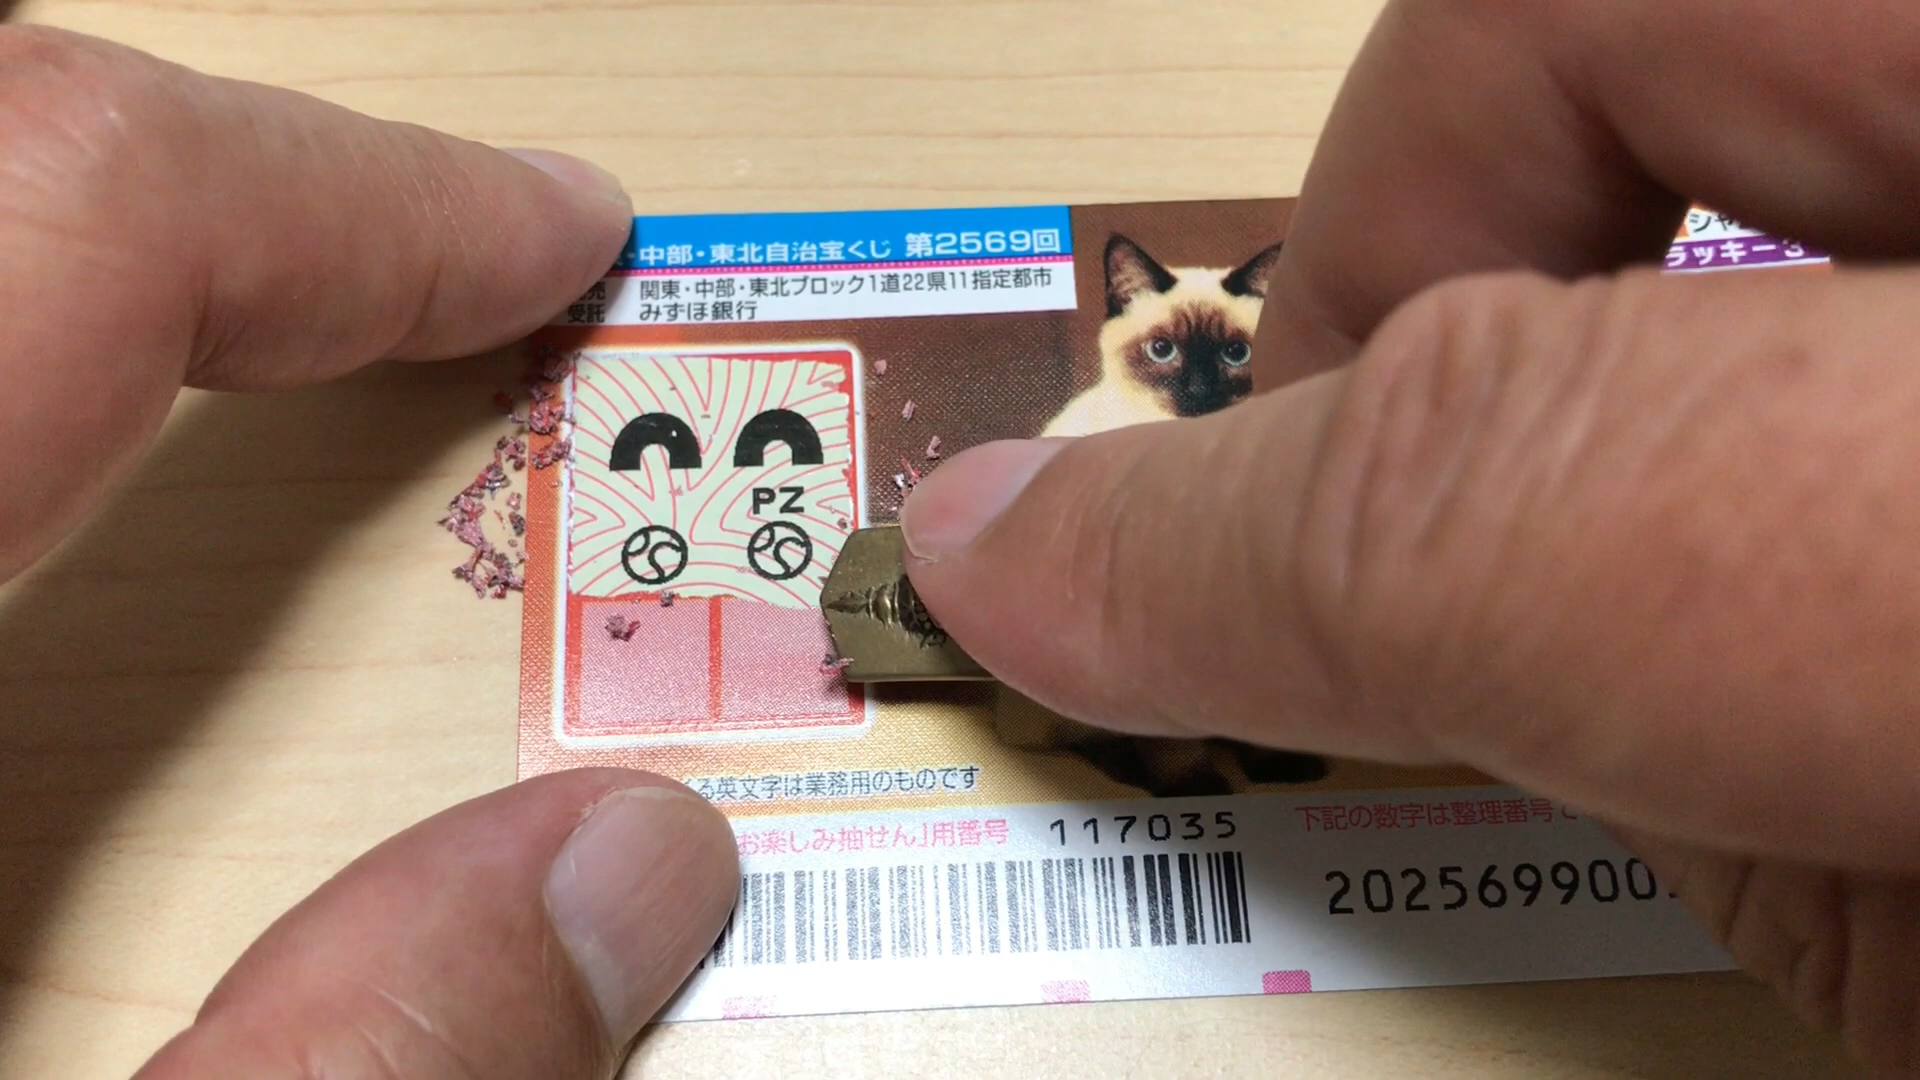 ・中部・東北自治宝くじ 第2569回
関東・中部・東北ブロック1道22県11指定都市
受託 みずほ銀行
ラッキー3
PZ
る英文字は業務用のものです
お楽しみ抽せん」用番号 117035
下記の数字は整理番号で
202569900